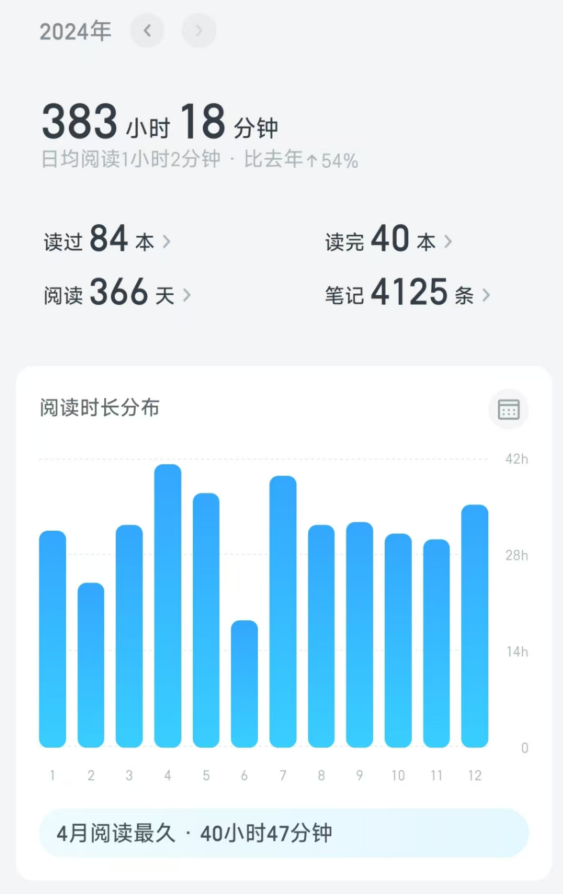 2024年
383 小时 18 分钟
日均阅读1小时2分钟 · 比去年↑54%
读过 84 本 读完 40 本
阅读 366 天 笔记 4125 条
阅读时长分布
42h
28h
14h
0
1 2 3 4 5 6 7 8 9 10 11 12
4月阅读最久 · 40小时47分钟